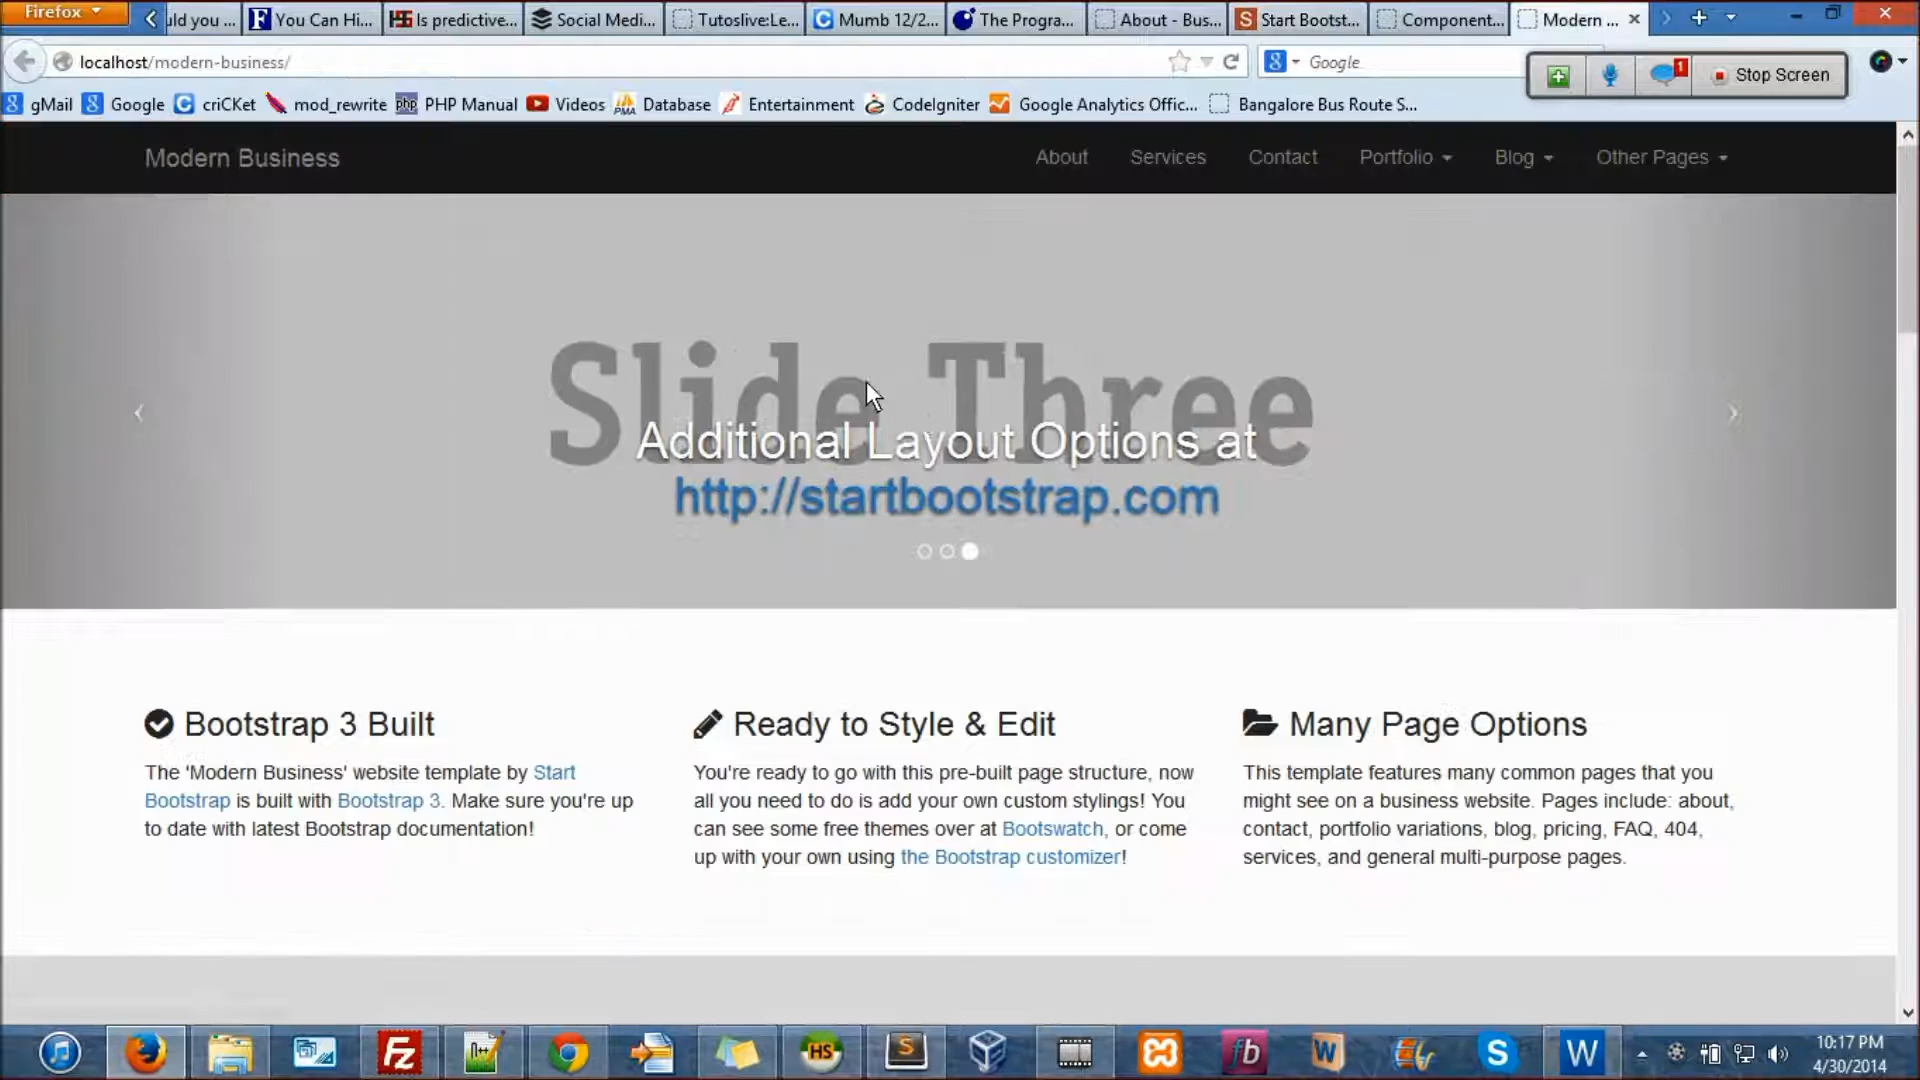 Firefox
uld you ...
You Can Hi...
Is predictive...
Social Medi...
Tutoslive:Le...
Mumb 12/2...
The Progra...
About - Bus...
Start Bootst...
Component...
Modern ...
localhost/modern-business/
Google
1
Stop Screen
gMail
Google
criCKet
mod_rewrite
PHP Manual
Videos
Database
Entertainment
CodeIgniter
Google Analytics Offic...
Bangalore Bus Route S...
Modern Business
About
Services
Contact
Portfolio
Blog
Other Pages
Slide Three
Additional Layout Options at
http://startbootstrap.com
Bootstrap 3 Built
The 'Modern Business' website template by Start
Bootstrap is built with Bootstrap 3. Make sure you're up
to date with latest Bootstrap documentation!
Ready to Style & Edit
You're ready to go with this pre-built page structure, now
all you need to do is add your own custom stylings! You
can see some free themes over at Bootswatch, or come
up with your own using the Bootstrap customizer!
Many Page Options
This template features many common pages that you
might see on a business website. Pages include: about,
contact, portfolio variations, blog, pricing, FAQ, 404,
services, and general multi-purpose pages.
10:17 PM
4/30/2014